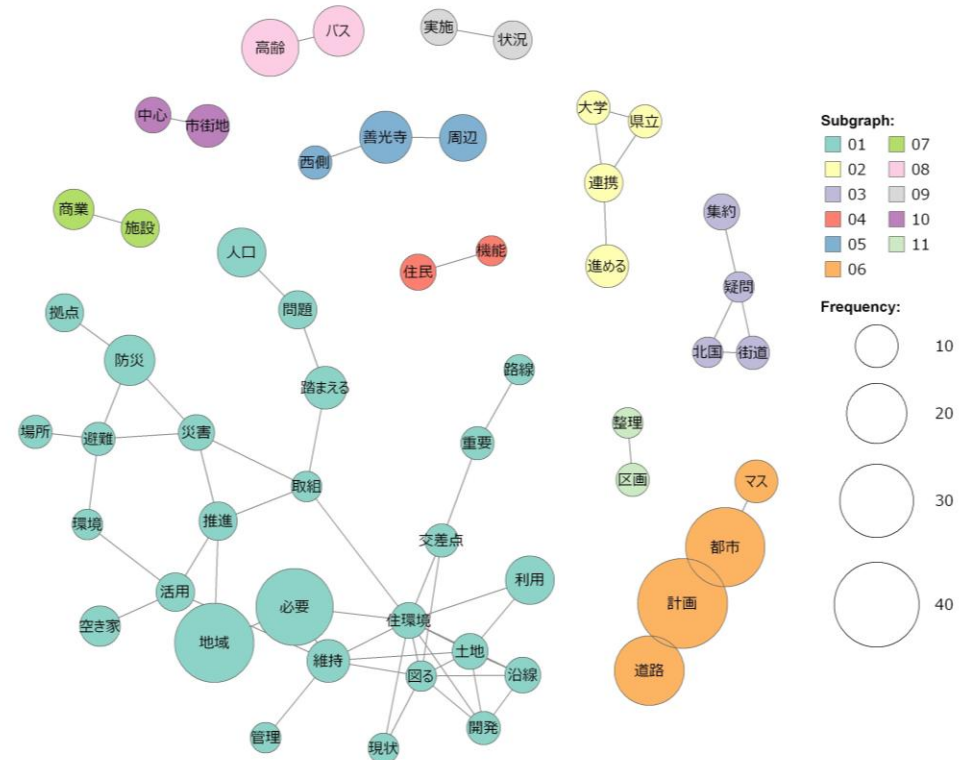 バス
高齢
実施
状況
大学
県立
中心
市街地
善光寺
周辺
西側
連携
商業
施設
集約
人口
機能
住民
進める
疑問
拠点
問題
北国
街道
防災
路線
踏まえる
場所
避難
災害
重要
整理
区画
マス
取組
環境
推進
交差点
都市
活用
利用
必要
計画
空き家
地域
住環境
維持
土地
道路
図る
沿線
管理
現状
開発
Subgraph:
01
07
02
08
03
09
04
10
05
11
06
Frequency:
10
20
30
40